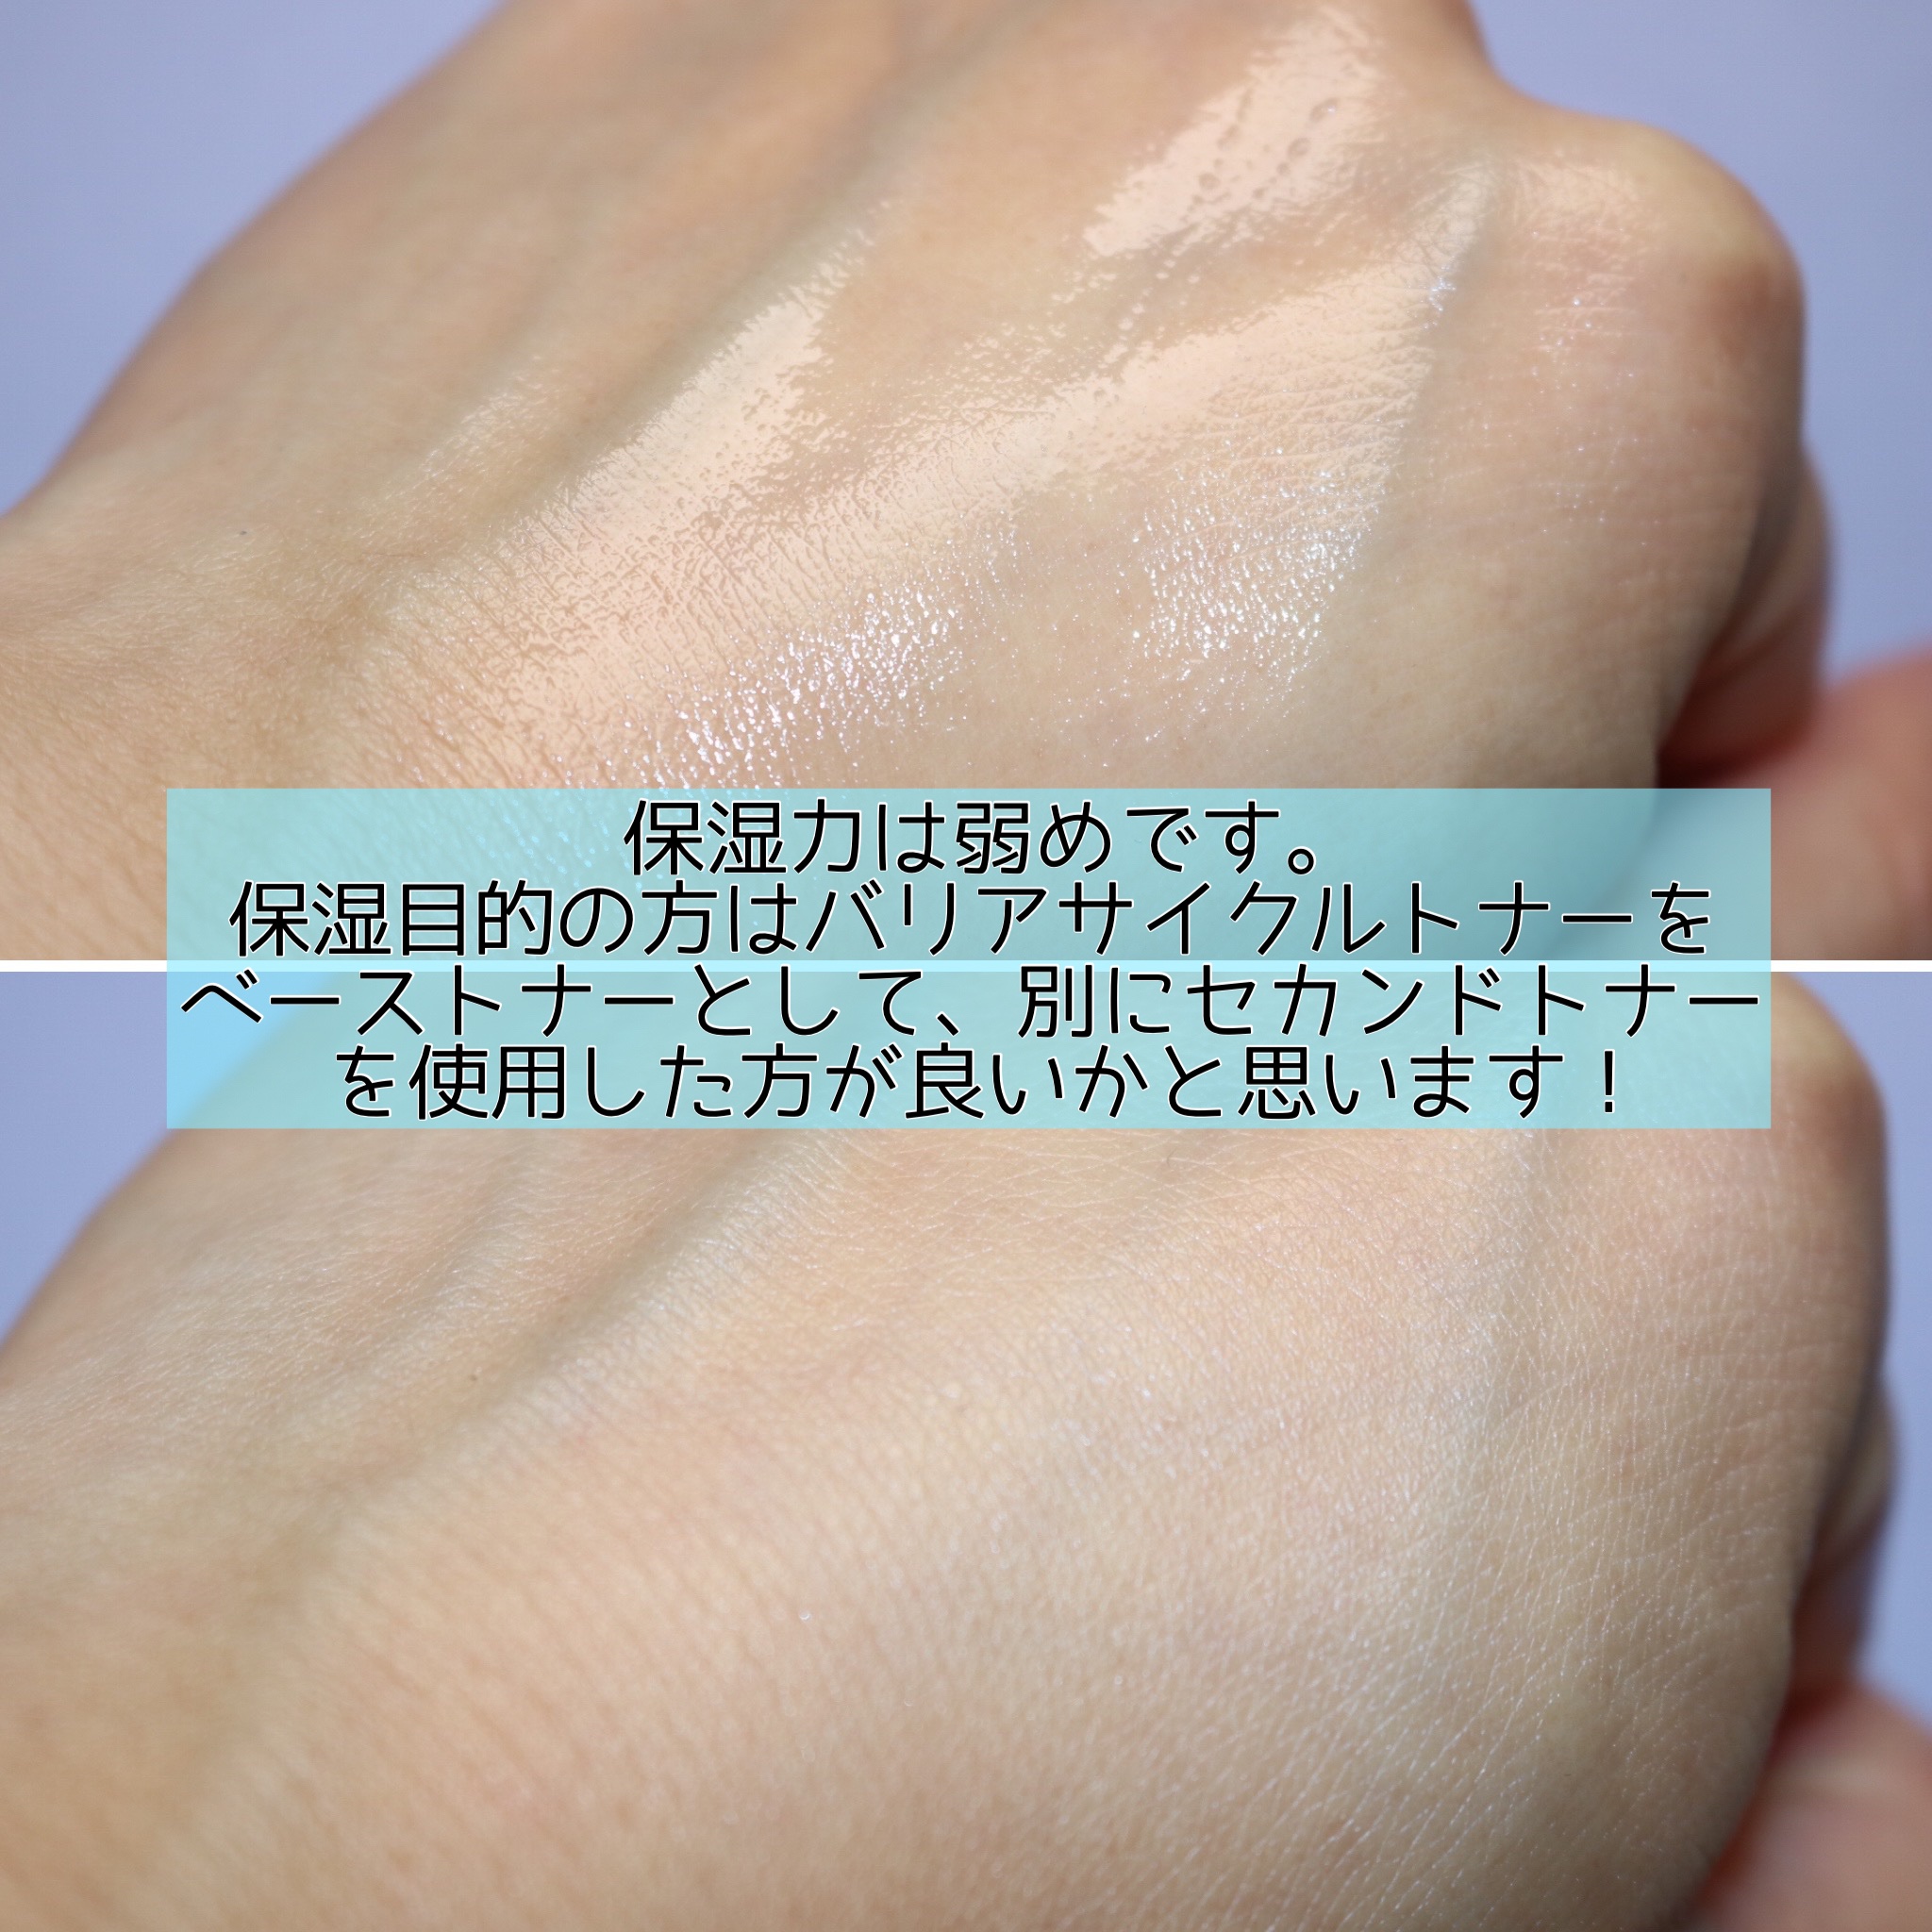 保湿力は弱めです。
保湿目的の方はバリアサイクルトナーを
ベーストナーとして、別にセカンドトナー
を使用した方が良いかと思います！